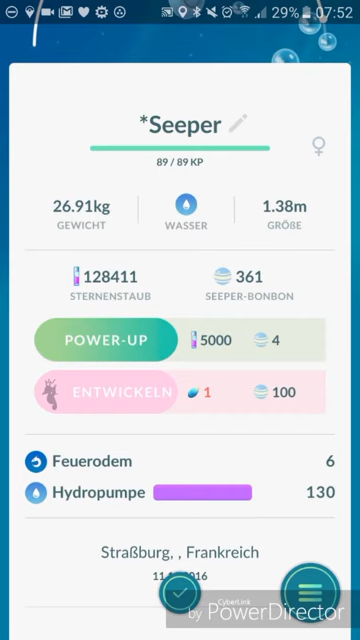 29% 07:52
*Seeper
89 / 89 KP
26.91kg WASSER 1.38m
GEWICHT GRÖßE
128411 361
STERNENSTAUB SEEPER-BONBON
POWER-UP 5000 4
ENTWICKELN 1 100
Feuerodem 6
Hydropumpe 130
Straßburg, , Frankreich
2016
CyberLink
by PowerDirector